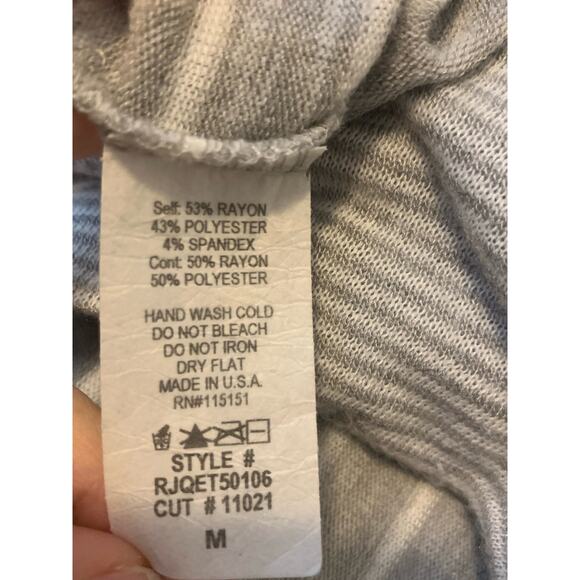 Self: 53% RAYON
43% POLYESTER
4% SPANDEX
Cont: 50% RAYON
50% POLYESTER
HAND WASH COLD
DO NOT BLEACH
DO NOT IRON
DRY FLAT
MADE IN U.S.A.
RN#115151
STYLE #
RJQET50106
CUT # 11021
M